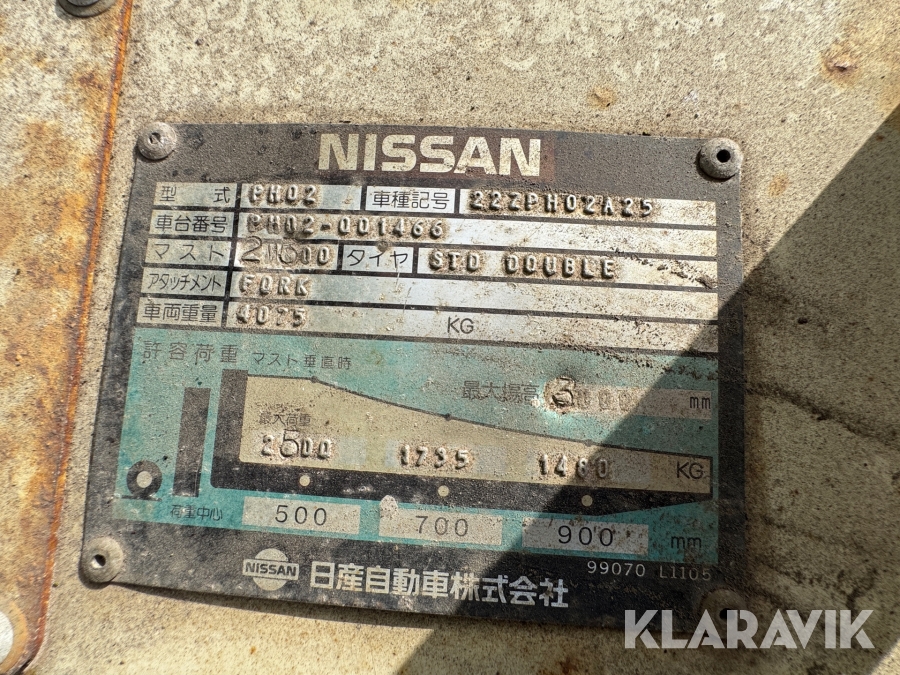 NISSAN
型式 PH02 車種記号 222PH02A25
車台番号 PH02-001466
マスト タイヤ STD DOUBLE
アタッチメント FORK
車両重量 4075 KG
許容荷重 マスト垂直時
最大揚高 3000 mm
最大荷重
2500 1735 1480 KG
荷重中心 500 700 900 mm
99070 L1105
NISSAN 日産自動車株式会社
KLARAVIK